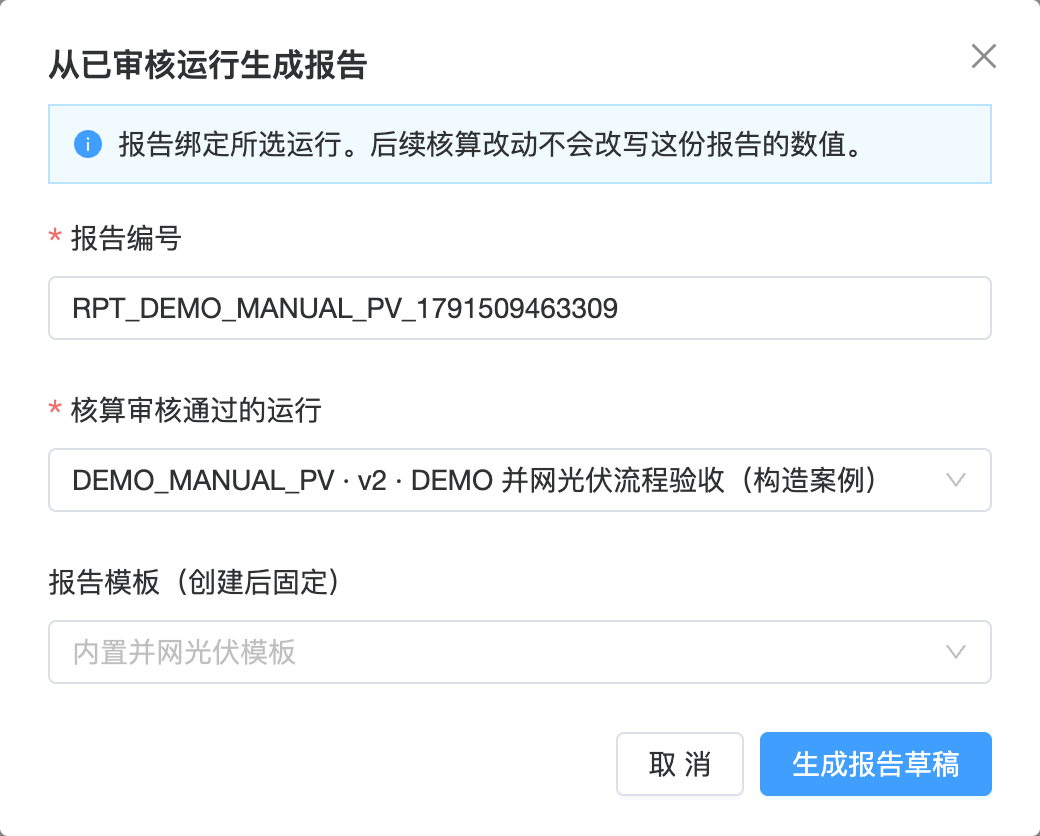 从已审核运行生成报告
报告绑定所选运行。后续核算改动不会改写这份报告的数值。
* 报告编号
RPT_DEMO_MANUAL_PV_1791509463309
* 核算审核通过的运行
DEMO_MANUAL_PV · v2 · DEMO 并网光伏流程验收（构造案例）
报告模板（创建后固定）
内置并网光伏模板
取 消
生成报告草稿